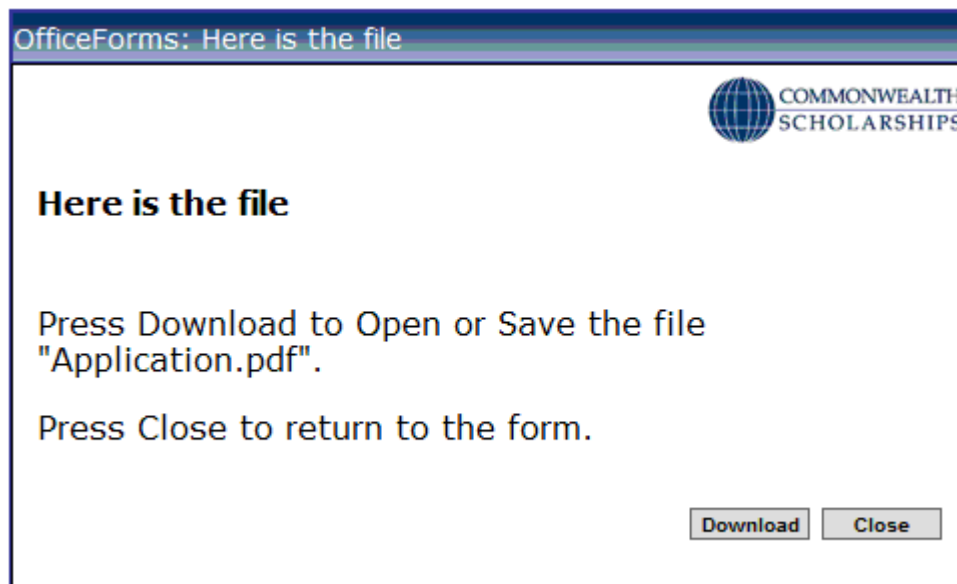 OfficeForms: Here is the file
COMMONWEALTH
SCHOLARSHIPS
Here is the file
Press Download to Open or Save the file
"Application.pdf".
Press Close to return to the form.
Download Close